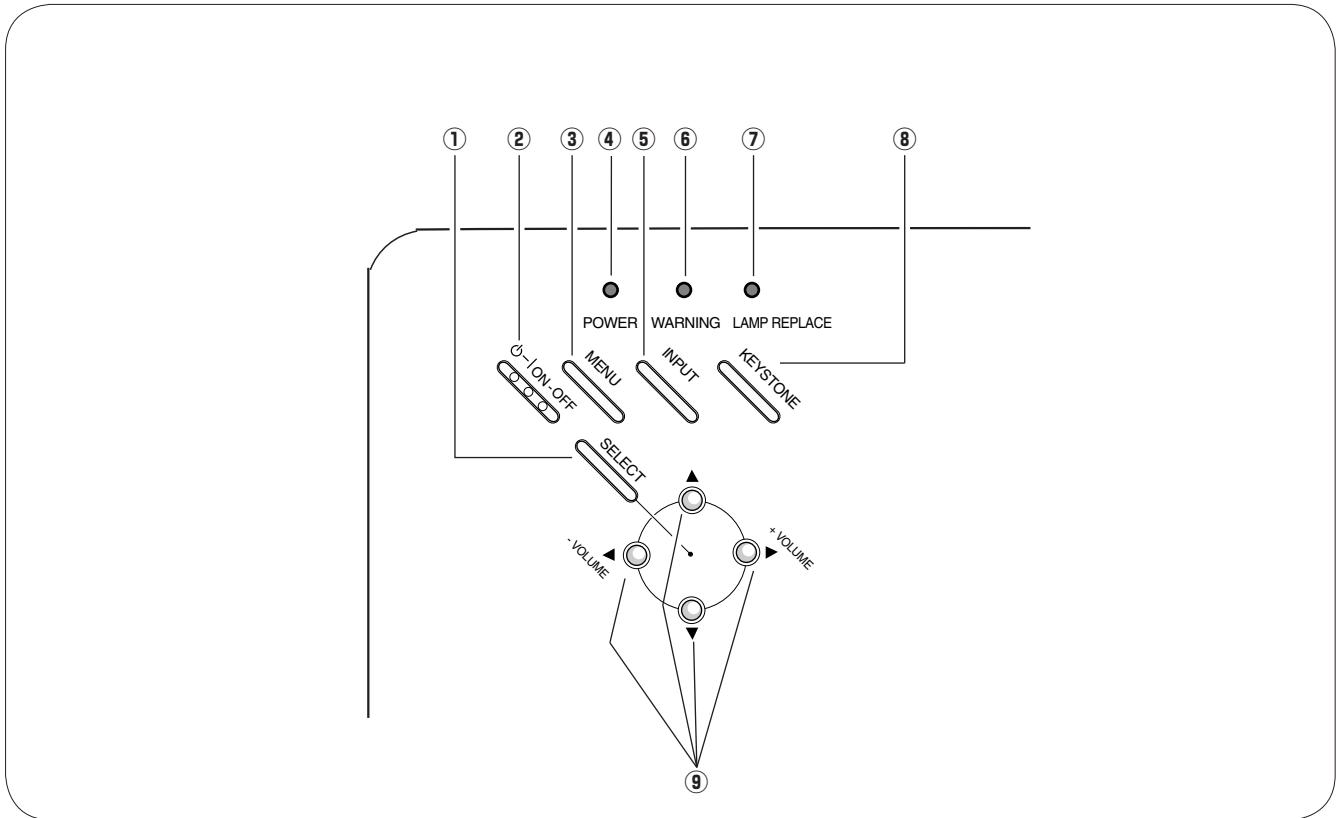 ① ② ③ ④ ⑤ ⑥ ⑦ ⑧
POWER WARNING LAMP REPLACE
⏻–|ON-OFF
MENU
INPUT
KEYSTONE
SELECT
▲
- VOLUME ◀
▶ + VOLUME
▼
⑨